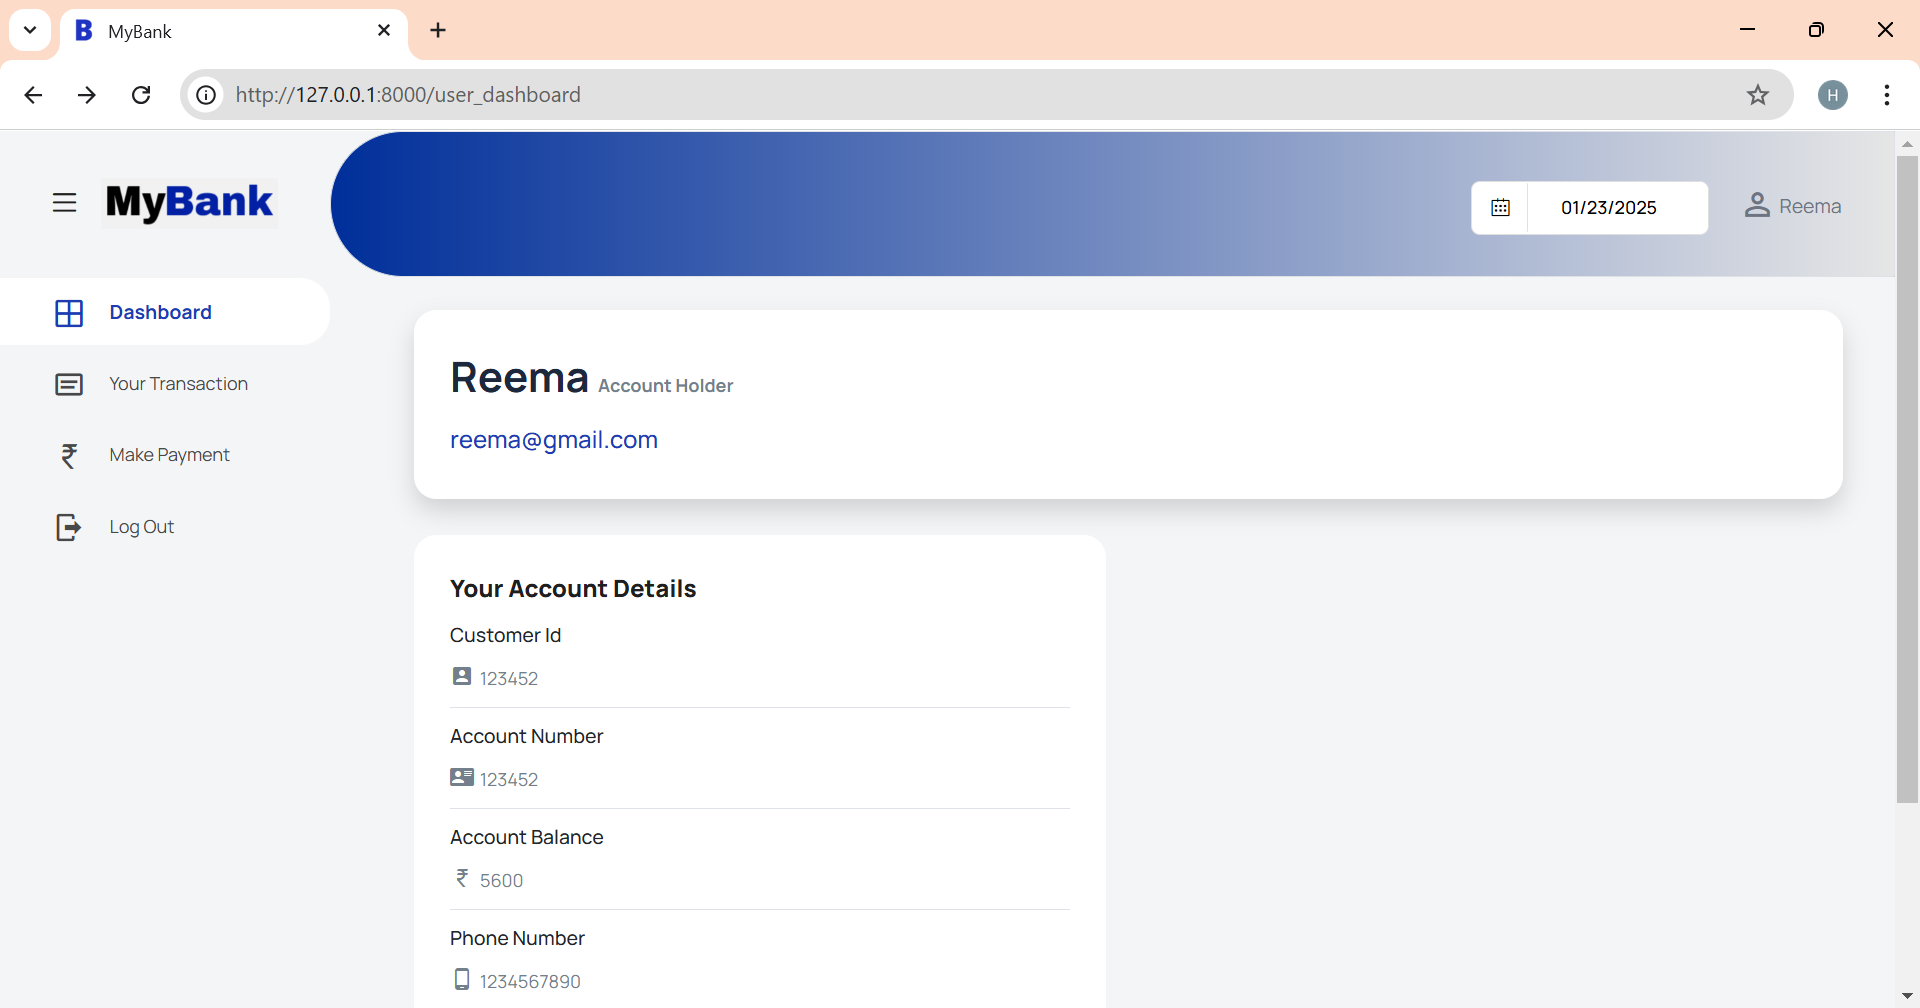 MyBank
http://127.0.0.1:8000/user_dashboard
H
MyBank
01/23/2025
Reema
Dashboard
Your Transaction
₹ Make Payment
Log Out
Reema Account Holder
reema@gmail.com
Your Account Details
Customer Id
123452
Account Number
123452
Account Balance
₹ 5600
Phone Number
1234567890